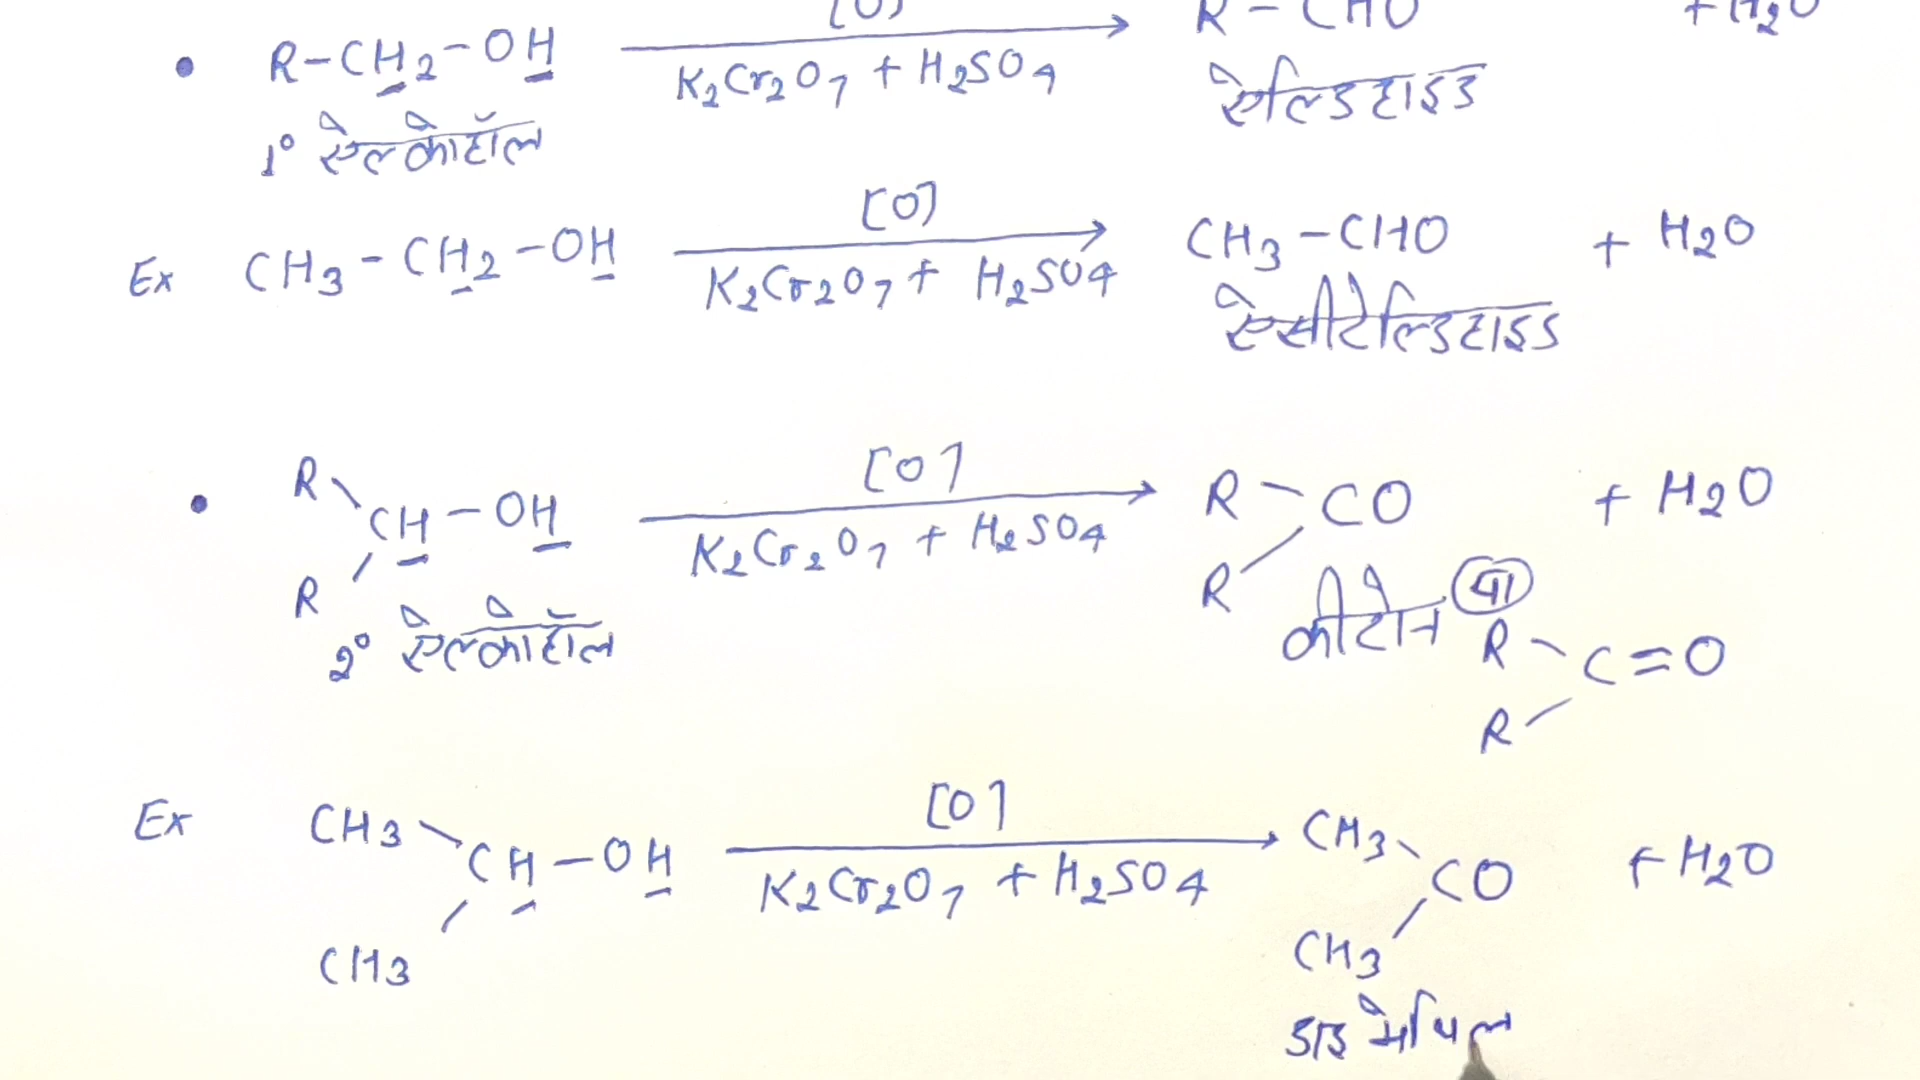 • R-CH2-OH [O] K2Cr2O7 + H2SO4 → R-CHO + H2O
1° ऐल्कोहॉल ऐल्डिहाइड
Ex CH3-CH2-OH [O] K2Cr2O7 + H2SO4 → CH3-CHO + H2O
ऐसीटेल्डिहाइड
• R R CH-OH [O] K2Cr2O7 + H2SO4 → R R CO + H2O
2° ऐल्कोहॉल कीटोन या
R R C=O
Ex CH3 CH3 CH-OH [O] K2Cr2O7 + H2SO4 → CH3 CH3 CO + H2O
डाइ मेथिल